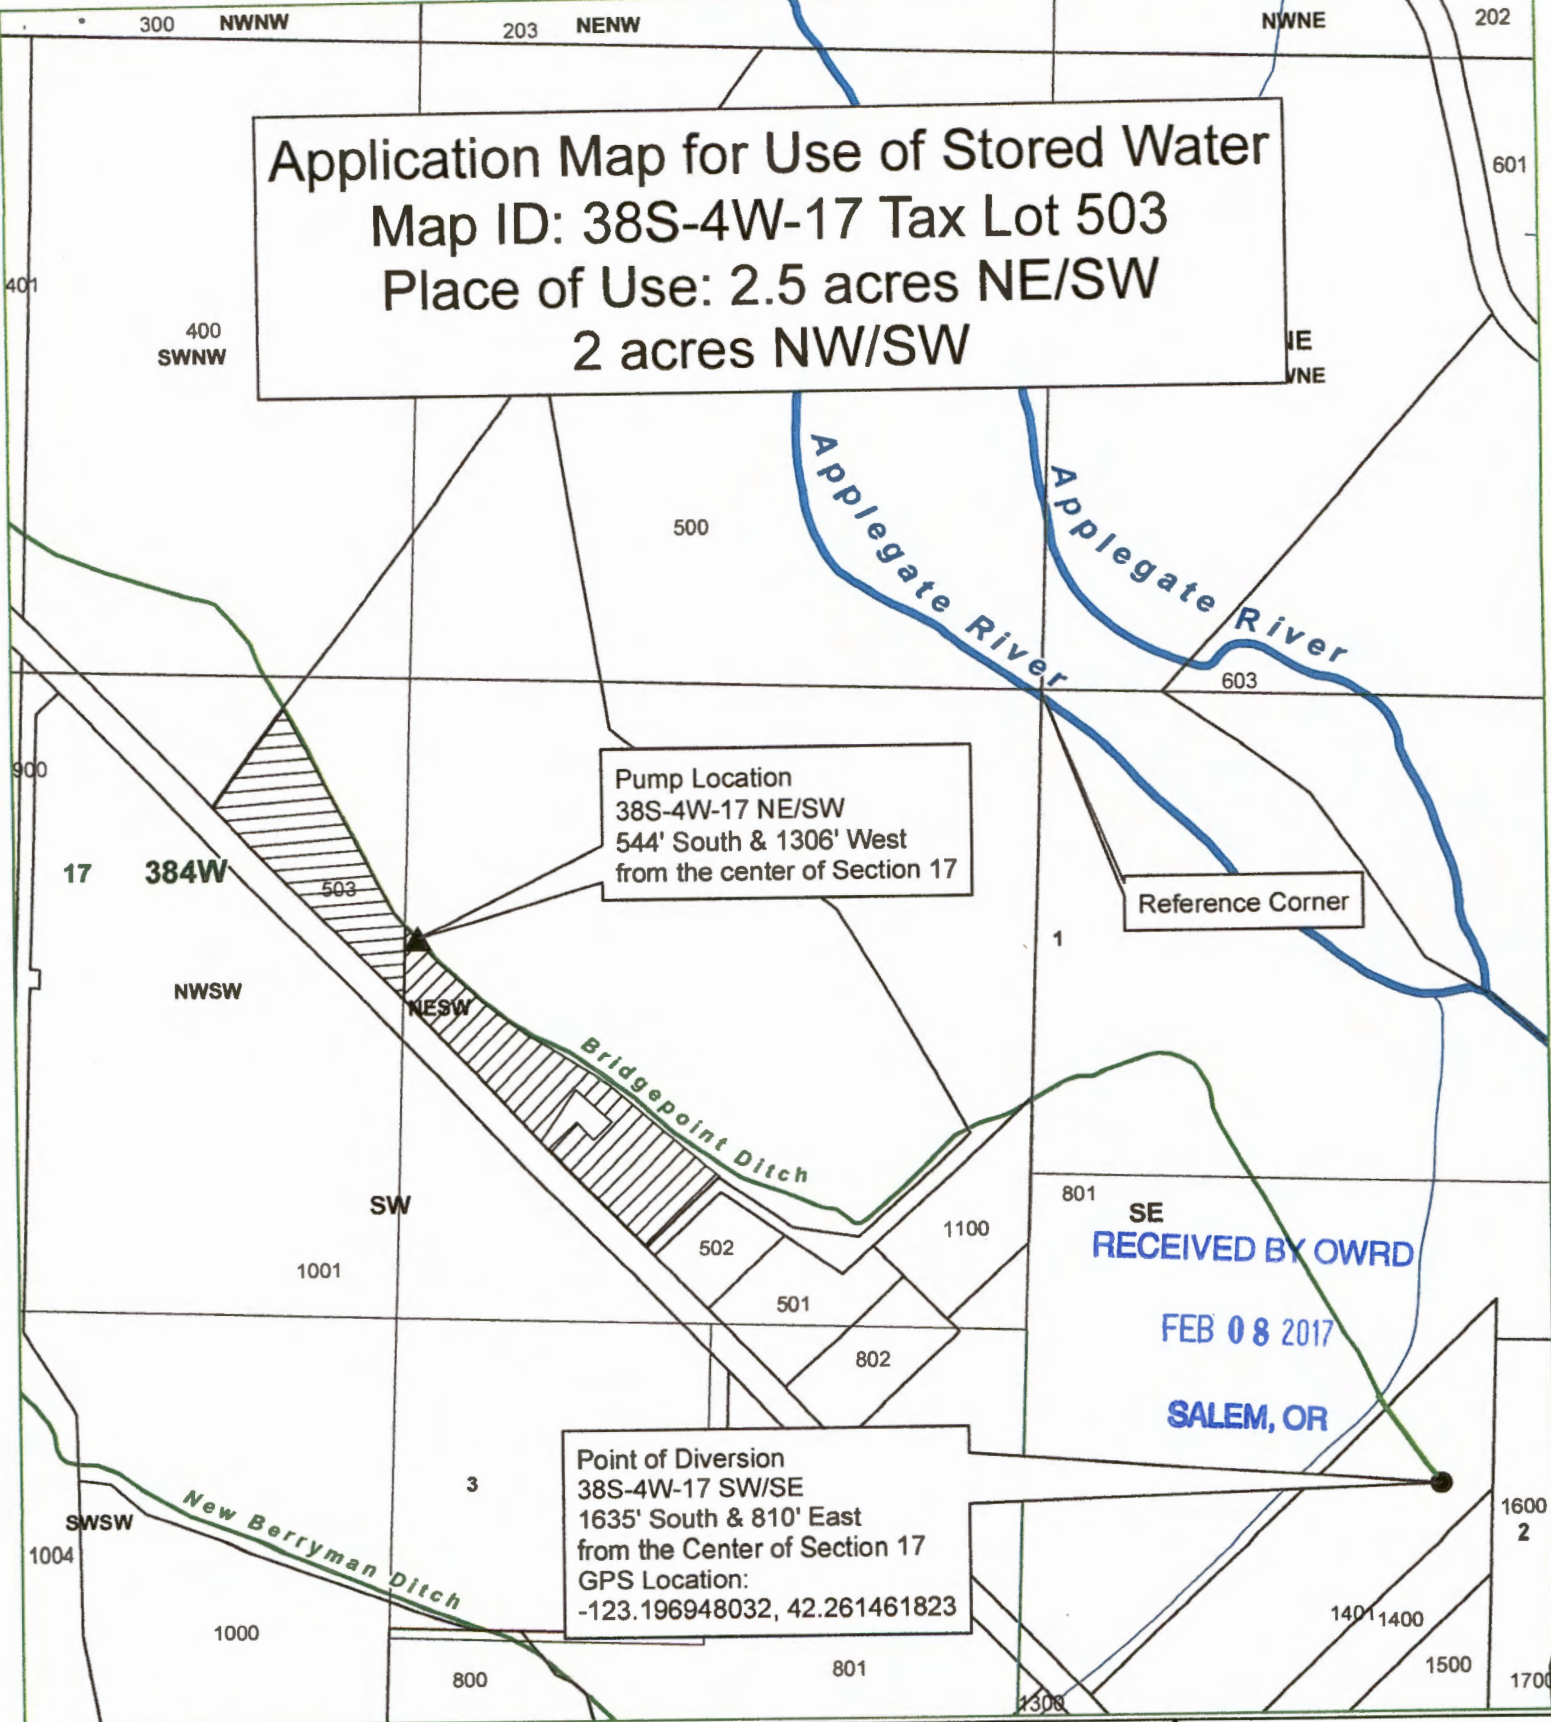 300 NWNW
203 NENW
NWNE
202
Application Map for Use of Stored Water
Map ID: 38S-4W-17 Tax Lot 503
Place of Use: 2.5 acres NE/SW
2 acres NW/SW
601
401
400
SWNW
NE
WNE
500
Applegate River
Applegate River
603
900
Pump Location
38S-4W-17 NE/SW
544' South & 1306' West
from the center of Section 17
17 384W
503
Reference Corner
1
NWSW
NESW
Bridgepoint Ditch
SW
801
SE
1100
502
RECEIVED BY OWRD
1001
501
FEB 08 2017
802
SALEM, OR
Point of Diversion
38S-4W-17 SW/SE
1635' South & 810' East
from the Center of Section 17
GPS Location:
-123.196948032, 42.261461823
3
New Berryman Ditch
SWSW
1004
1600
2
1000
1401 1400
800
801
1500
1700
1300